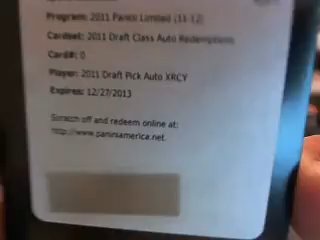 Program: 2011 Panini Limited (11-12)
Cardset: 2011 Draft Class Auto Redemptions
Card#: 0
Player: 2011 Draft Pick Auto XRCY
Expires: 12/27/2013
Scratch off and redeem online at:
http://www.paniniamerica.net.